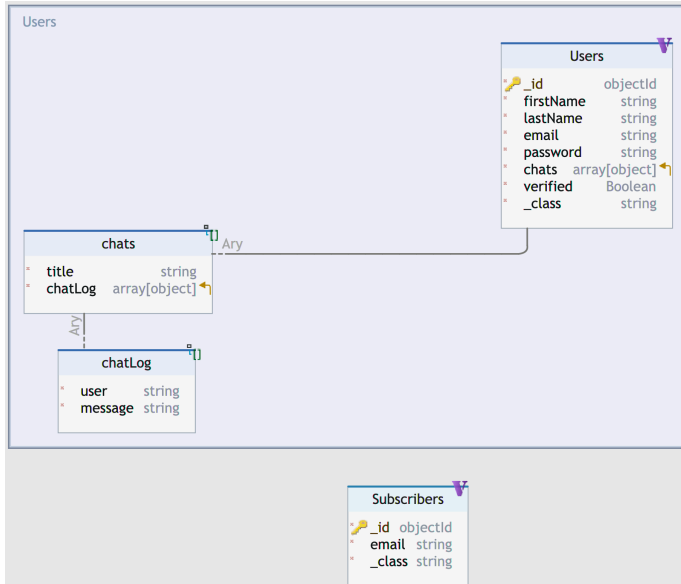 Users
Users
_id objectId
firstName string
lastName string
email string
password string
chats array[object]
verified Boolean
_class string
chats
Ary
title string
chatLog array[object]
Ary
chatLog
user string
message string
Subscribers
_id objectId
email string
_class string